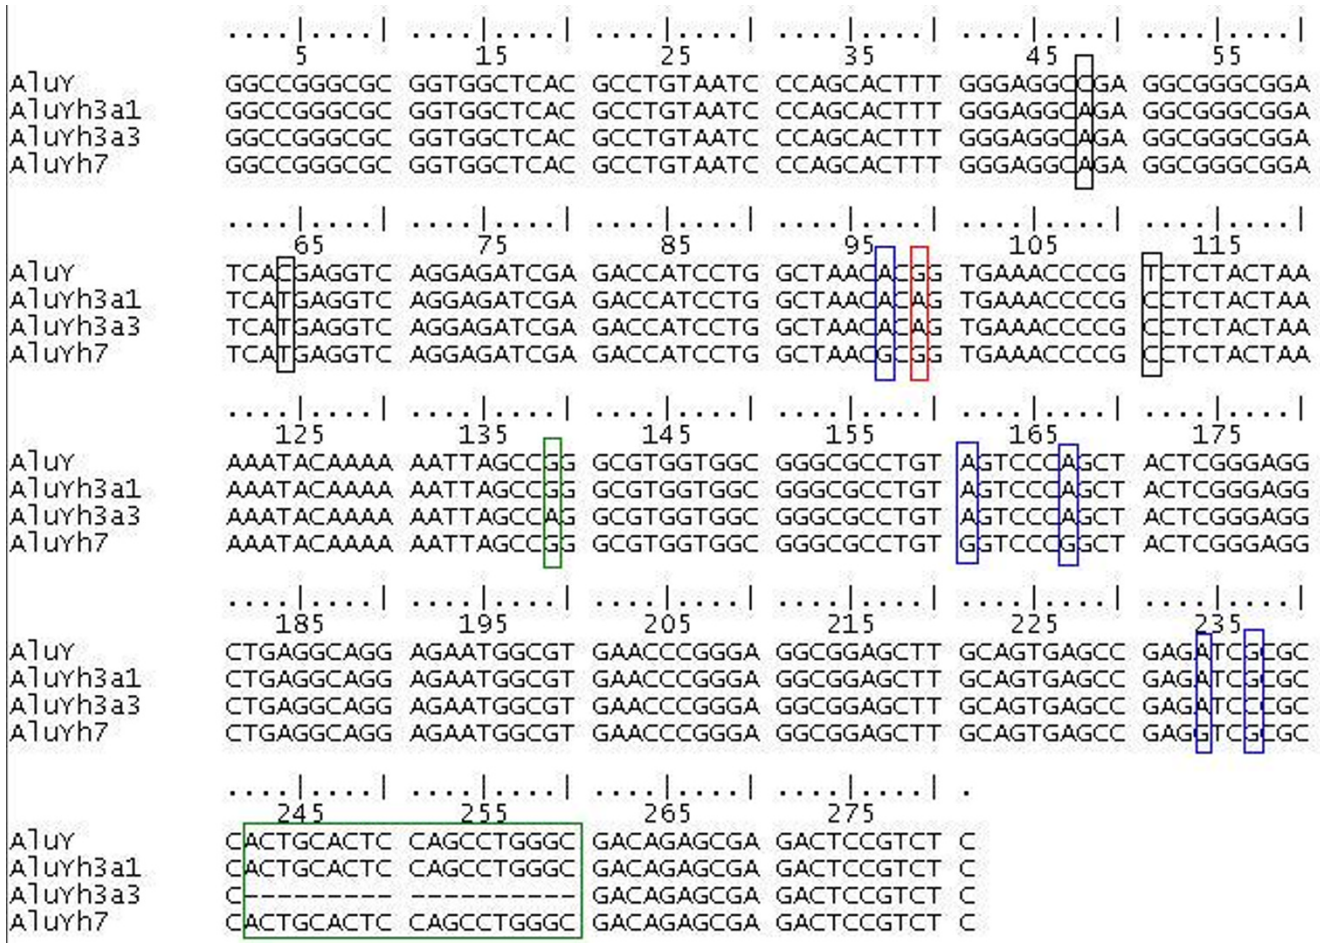 ....|....| ....|....| ....|....| ....|....| ....|....| ....|....|
5 15 25 35 45 55
AluY GGCCGGGCGC GGTGGCTCAC GCCTGTAATC CCAGCACTTT GGGAGGCCGA GGCGGGCGGA
AluYh3a1 GGCCGGGCGC GGTGGCTCAC GCCTGTAATC CCAGCACTTT GGGAGGCAGA GGCGGGCGGA
AluYh3a3 GGCCGGGCGC GGTGGCTCAC GCCTGTAATC CCAGCACTTT GGGAGGCAGA GGCGGGCGGA
AluYh7 GGCCGGGCGC GGTGGCTCAC GCCTGTAATC CCAGCACTTT GGGAGGCAGA GGCGGGCGGA
....|....| ....|....| ....|....| ....|....| ....|....| ....|....|
65 75 85 95 105 115
AluY TCACGAGGTC AGGAGATCGA GACCATCCTG GCTAACACGG TGAAACCCCG TCTCTACTAA
AluYh3a1 TCATGAGGTC AGGAGATCGA GACCATCCTG GCTAACACAG TGAAACCCCG CCTCTACTAA
AluYh3a3 TCATGAGGTC AGGAGATCGA GACCATCCTG GCTAACACAG TGAAACCCCG CCTCTACTAA
AluYh7 TCATGAGGTC AGGAGATCGA GACCATCCTG GCTAACGCGG TGAAACCCCG CCTCTACTAA
....|....| ....|....| ....|....| ....|....| ....|....| ....|....|
125 135 145 155 165 175
AluY AAATACAAAA AATTAGCCGG GCGTGGTGGC GGGCGCCTGT AGTCCCAGCT ACTCGGGAGG
AluYh3a1 AAATACAAAA AATTAGCCGG GCGTGGTGGC GGGCGCCTGT AGTCCCAGCT ACTCGGGAGG
AluYh3a3 AAATACAAAA AATTAGCCAG GCGTGGTGGC GGGCGCCTGT AGTCCCAGCT ACTCGGGAGG
AluYh7 AAATACAAAA AATTAGCCGG GCGTGGTGGC GGGCGCCTGT GGTCCCGGCT ACTCGGGAGG
....|....| ....|....| ....|....| ....|....| ....|....| ....|....|
185 195 205 215 225 235
AluY CTGAGGCAGG AGAATGGCGT GAACCCGGGA GGCGGAGCTT GCAGTGAGCC GAGATCGCGC
AluYh3a1 CTGAGGCAGG AGAATGGCGT GAACCCGGGA GGCGGAGCTT GCAGTGAGCC GAGATCGCGC
AluYh3a3 CTGAGGCAGG AGAATGGCGT GAACCCGGGA GGCGGAGCTT GCAGTGAGCC GAGATCCCGC
AluYh7 CTGAGGCAGG AGAATGGCGT GAACCCGGGA GGCGGAGCTT GCAGTGAGCC GAGGTCGCGC
....|....| ....|....| ....|....| ....|....| .
245 255 265 275
AluY CACTGCACTC CAGCCTGGGC GACAGAGCGA GACTCCGTCT C
AluYh3a1 CACTGCACTC CAGCCTGGGC GACAGAGCGA GACTCCGTCT C
AluYh3a3 C--------- ---------- GACAGAGCGA GACTCCGTCT C
AluYh7 CACTGCACTC CAGCCTGGGC GACAGAGCGA GACTCCGTCT C